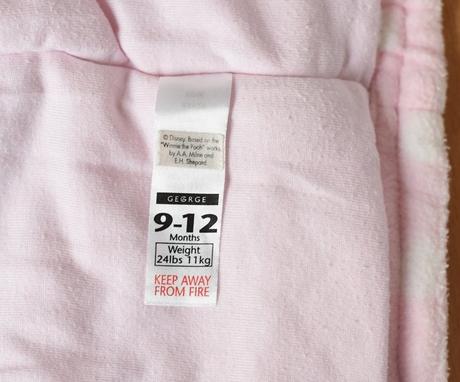 © Disney. Based on the
"Winnie the Pooh" works
by A.A. Milne and
E.H. Shepard.
GEORGE
9-12
Months
Weight
24lbs 11kg
KEEP AWAY
FROM FIRE